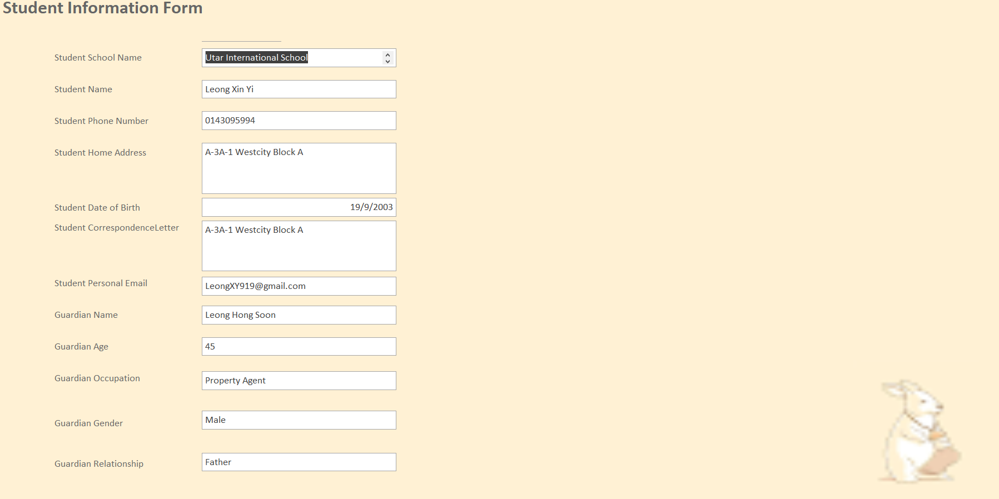 Student Information Form
Student School Name Utar International School
Student Name Leong Xin Yi
Student Phone Number 0143095994
Student Home Address A-3A-1 Westcity Block A
Student Date of Birth 19/9/2003
Student CorrespondenceLetter A-3A-1 Westcity Block A
Student Personal Email LeongXY919@gmail.com
Guardian Name Leong Hong Soon
Guardian Age 45
Guardian Occupation Property Agent
Guardian Gender Male
Guardian Relationship Father